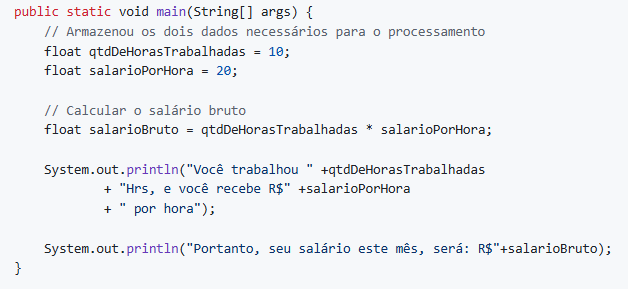 public static void main(String[] args) {
// Armazenou os dois dados necessários para o processamento
float qtdDeHorasTrabalhadas = 10;
float salarioPorHora = 20;
// Calcular o salário bruto
float salarioBruto = qtdDeHorasTrabalhadas * salarioPorHora;
System.out.println("Você trabalhou " +qtdDeHorasTrabalhadas
+ "Hrs, e você recebe R$" +salarioPorHora
+ " por hora");
System.out.println("Portanto, seu salário este mês, será: R$"+salarioBruto);
}